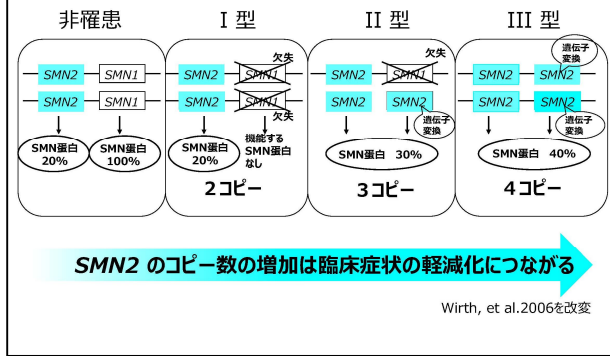 非罹患
I 型
II 型
III 型
SMN2
SMN1
SMN2
SMN1
SMN蛋白
20%
SMN蛋白
100%
欠失
SMN2
SMN1
SMN2
SMN1
欠失
SMN蛋白
20%
機能する
SMN蛋白
なし
2コピー
欠失
SMN2
SMN1
SMN2
SMN2
遺伝子
変換
SMN蛋白 30%
3コピー
遺伝子
変換
SMN2
SMN2
SMN2
SMN2
遺伝子
変換
SMN蛋白 40%
4コピー
SMN2 のコピー数の増加は臨床症状の軽減化につながる
Wirth, et al.2006を改変